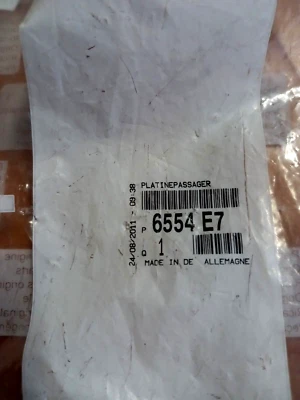 PLATINEPASSAGER
P 6554 E7
Q 1
MADE IN DE ALLEMAGNE
24/08/2011 - 09:38